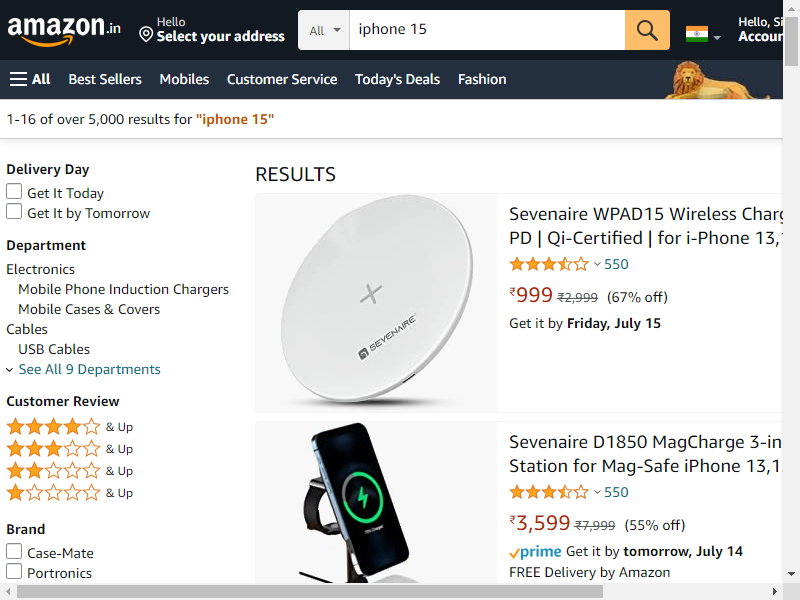 amazon.in
Hello
Select your address
All
iphone 15
Hello, Si
Accoun
All
Best Sellers
Mobiles
Customer Service
Today's Deals
Fashion
1-16 of over 5,000 results for "iphone 15"
Delivery Day
Get It Today
Get It by Tomorrow
Department
Electronics
Mobile Phone Induction Chargers
Mobile Cases & Covers
Cables
USB Cables
See All 9 Departments
Customer Review
& Up
& Up
& Up
& Up
Brand
Case-Mate
Portronics
RESULTS
SEVENAIRE
Sevenaire WPAD15 Wireless Charg
PD | Qi-Certified | for i-Phone 13,1
550
₹999 ₹2,999 (67% off)
Get it by Friday, July 15
Sevenaire D1850 MagCharge 3-in
Station for Mag-Safe iPhone 13,1
550
₹3,599 ₹7,999 (55% off)
prime Get it by tomorrow, July 14
FREE Delivery by Amazon